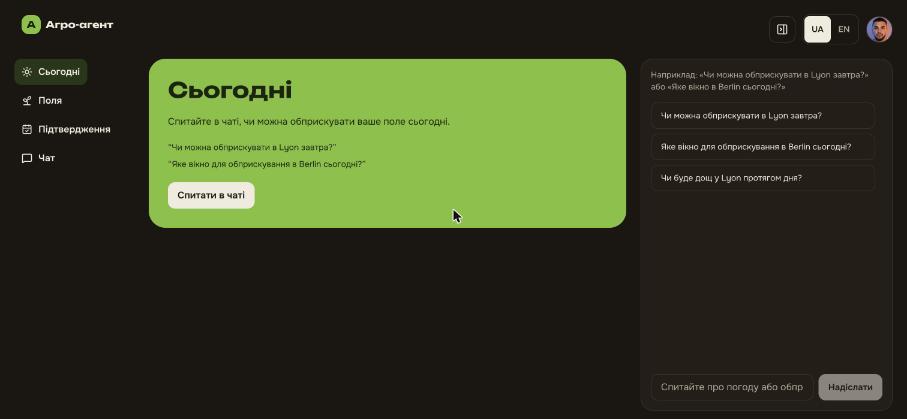 A Агро-агент
UA EN
Сьогодні
Поля
Підтвердження
Чат
Сьогодні
Спитайте в чаті, чи можна обприскувати ваше поле сьогодні.
"Чи можна обприскувати в Lyon завтра?"
"Яке вікно для обприскування в Berlin сьогодні?"
Спитати в чаті
Наприклад: «Чи можна обприскувати в Lyon завтра?»
або «Яке вікно в Berlin сьогодні?»
Чи можна обприскувати в Lyon завтра?
Яке вікно для обприскування в Berlin сьогодні?
Чи буде дощ у Lyon протягом дня?
Спитайте про погоду або обпр
Надіслати